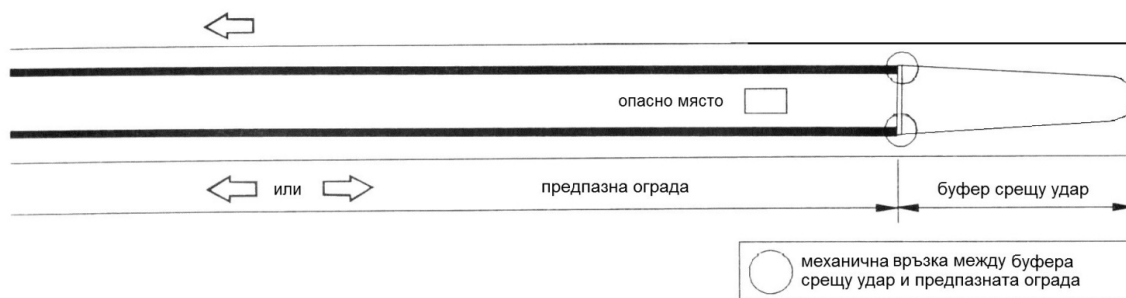 опасно място
или
предпазна ограда
буфер срещу удар
механична връзка между буфера
срещу удар и предпазната ограда